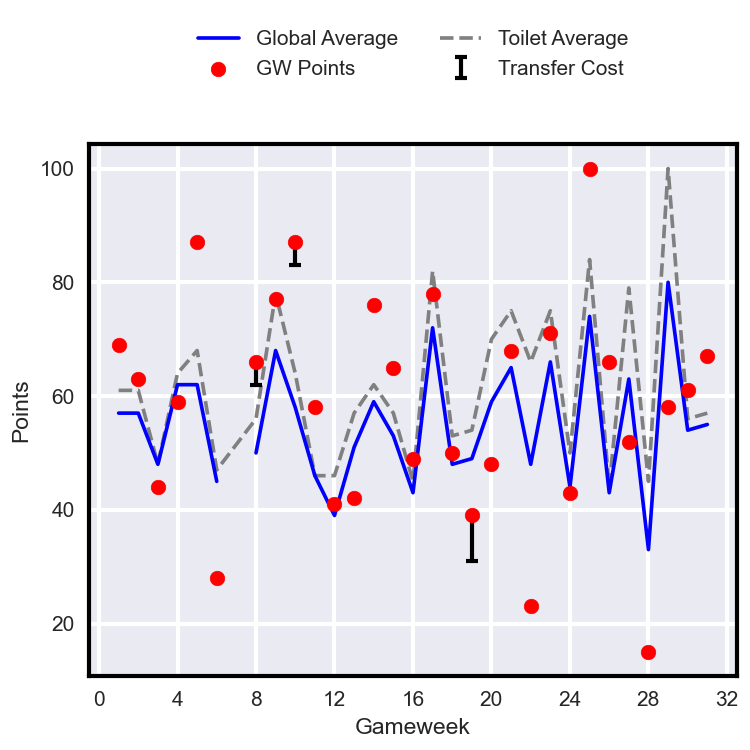 Global Average
Toilet Average
GW Points
Transfer Cost
100
80
60
40
20
Points
0 4 8 12 16 20 24 28 32
Gameweek